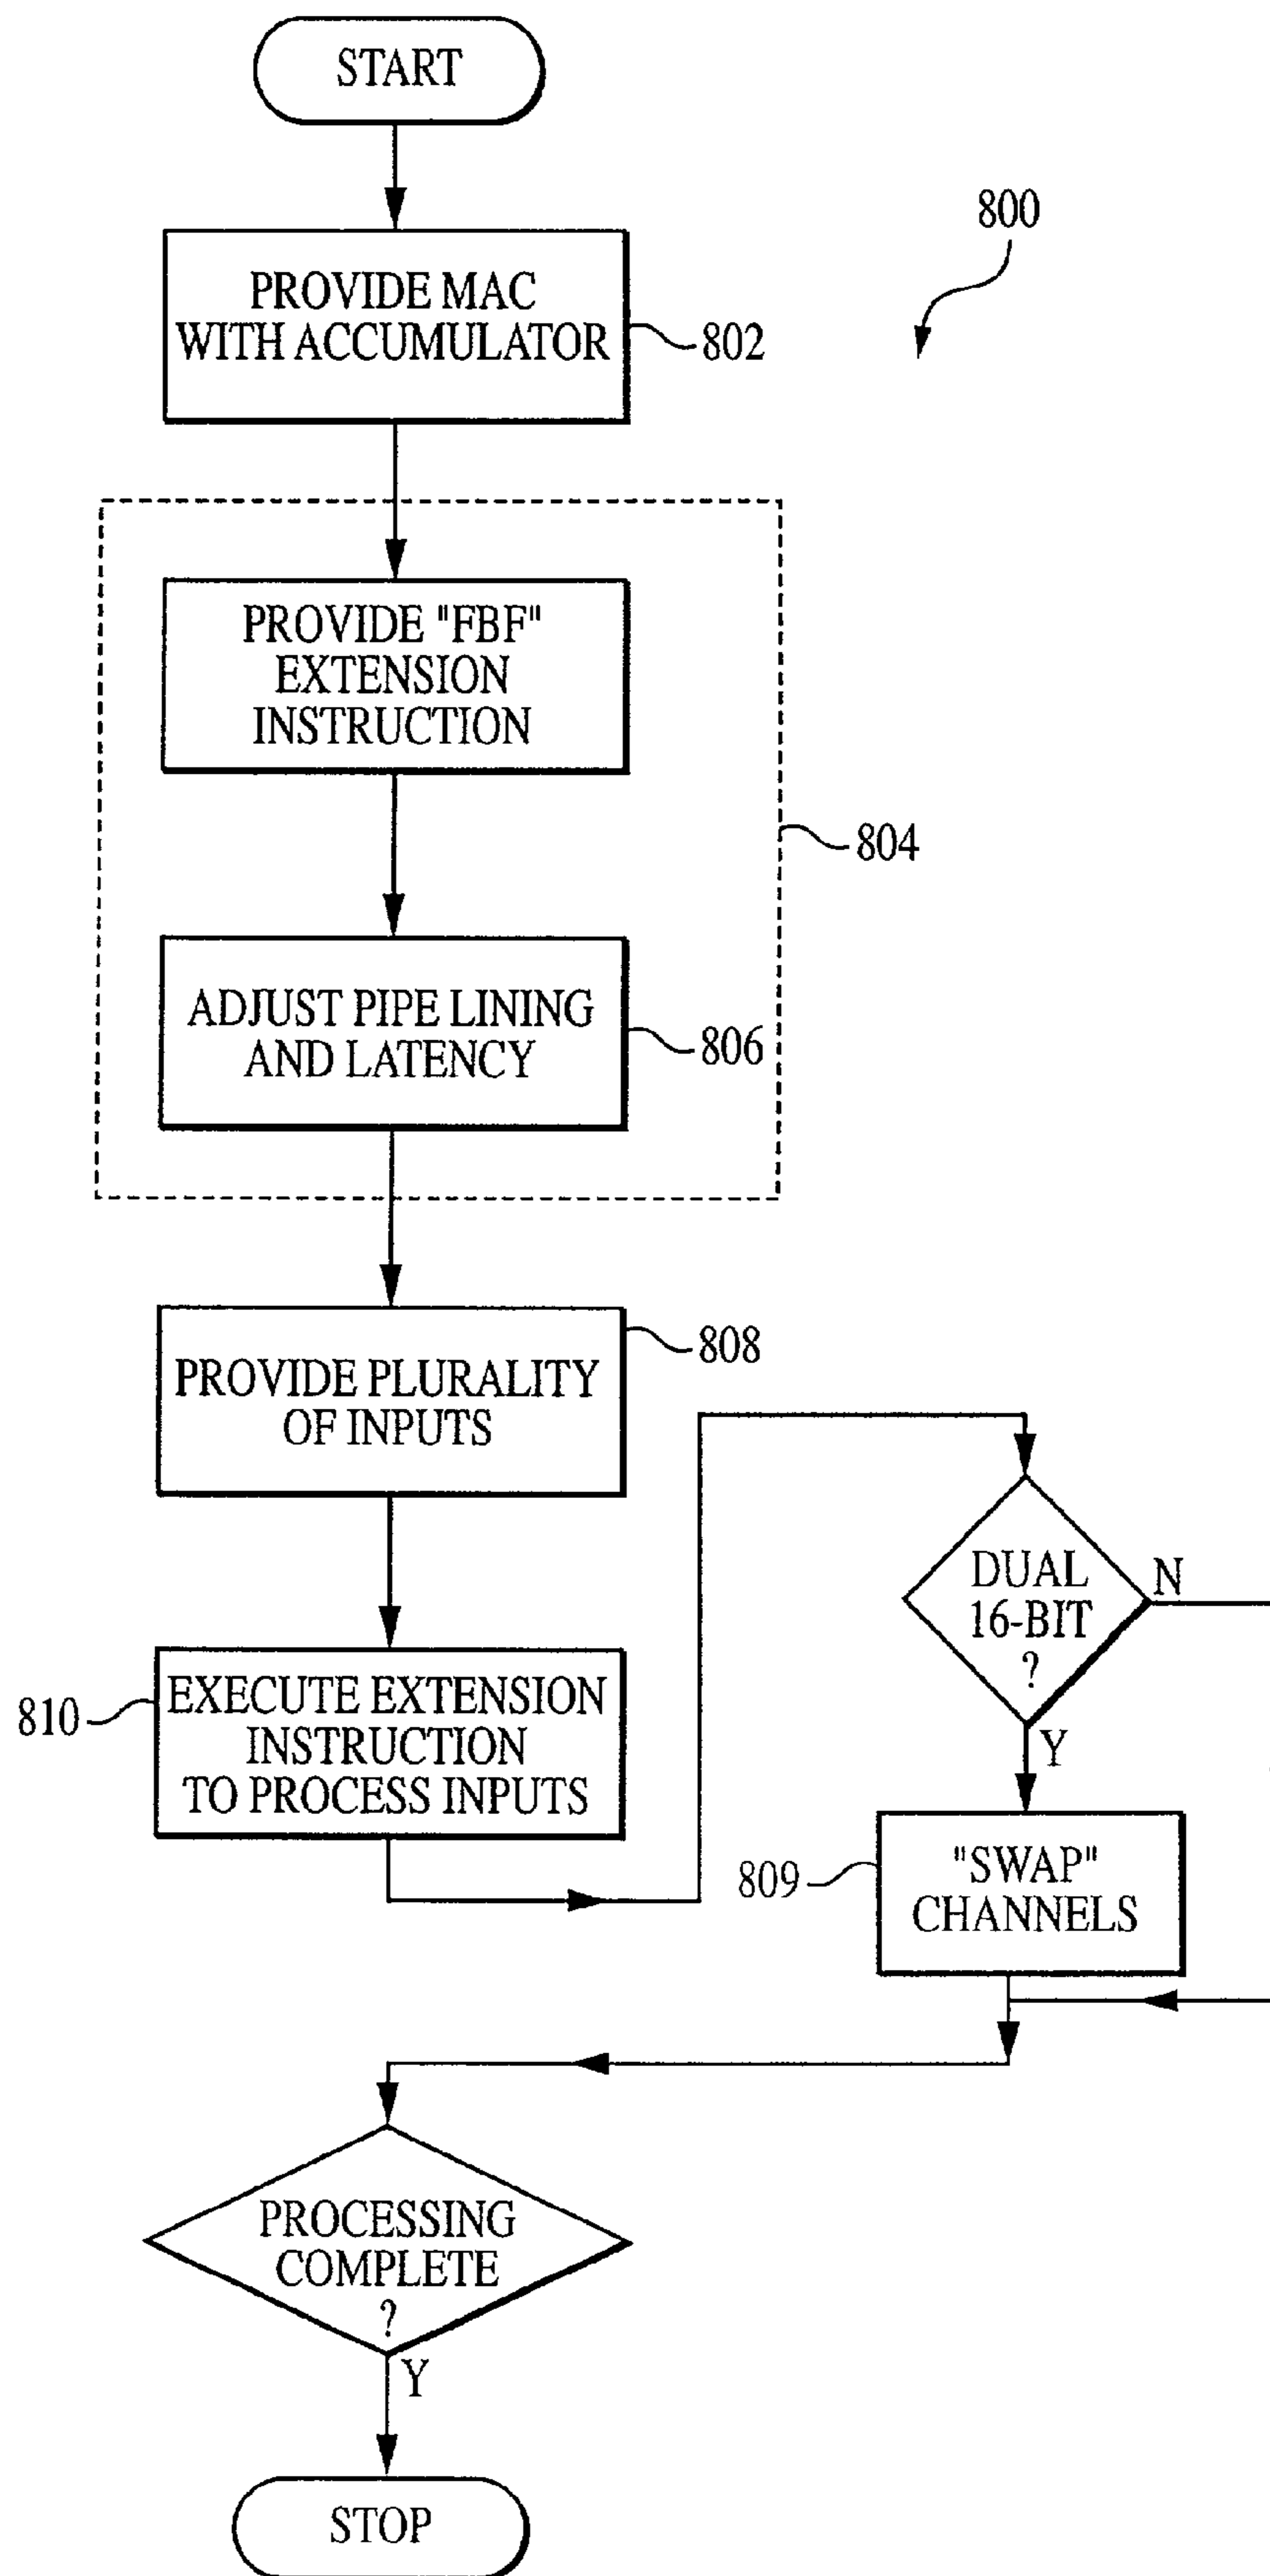 START
800
PROVIDE MAC
WITH ACCUMULATOR
802
PROVIDE "FBF"
EXTENSION
INSTRUCTION
804
ADJUST PIPE LINING
AND LATENCY
806
PROVIDE PLURALITY
OF INPUTS
808
EXECUTE EXTENSION
INSTRUCTION
TO PROCESS INPUTS
810
DUAL
16-BIT
?
N
Y
"SWAP"
CHANNELS
809
PROCESSING
COMPLETE
?
Y
STOP